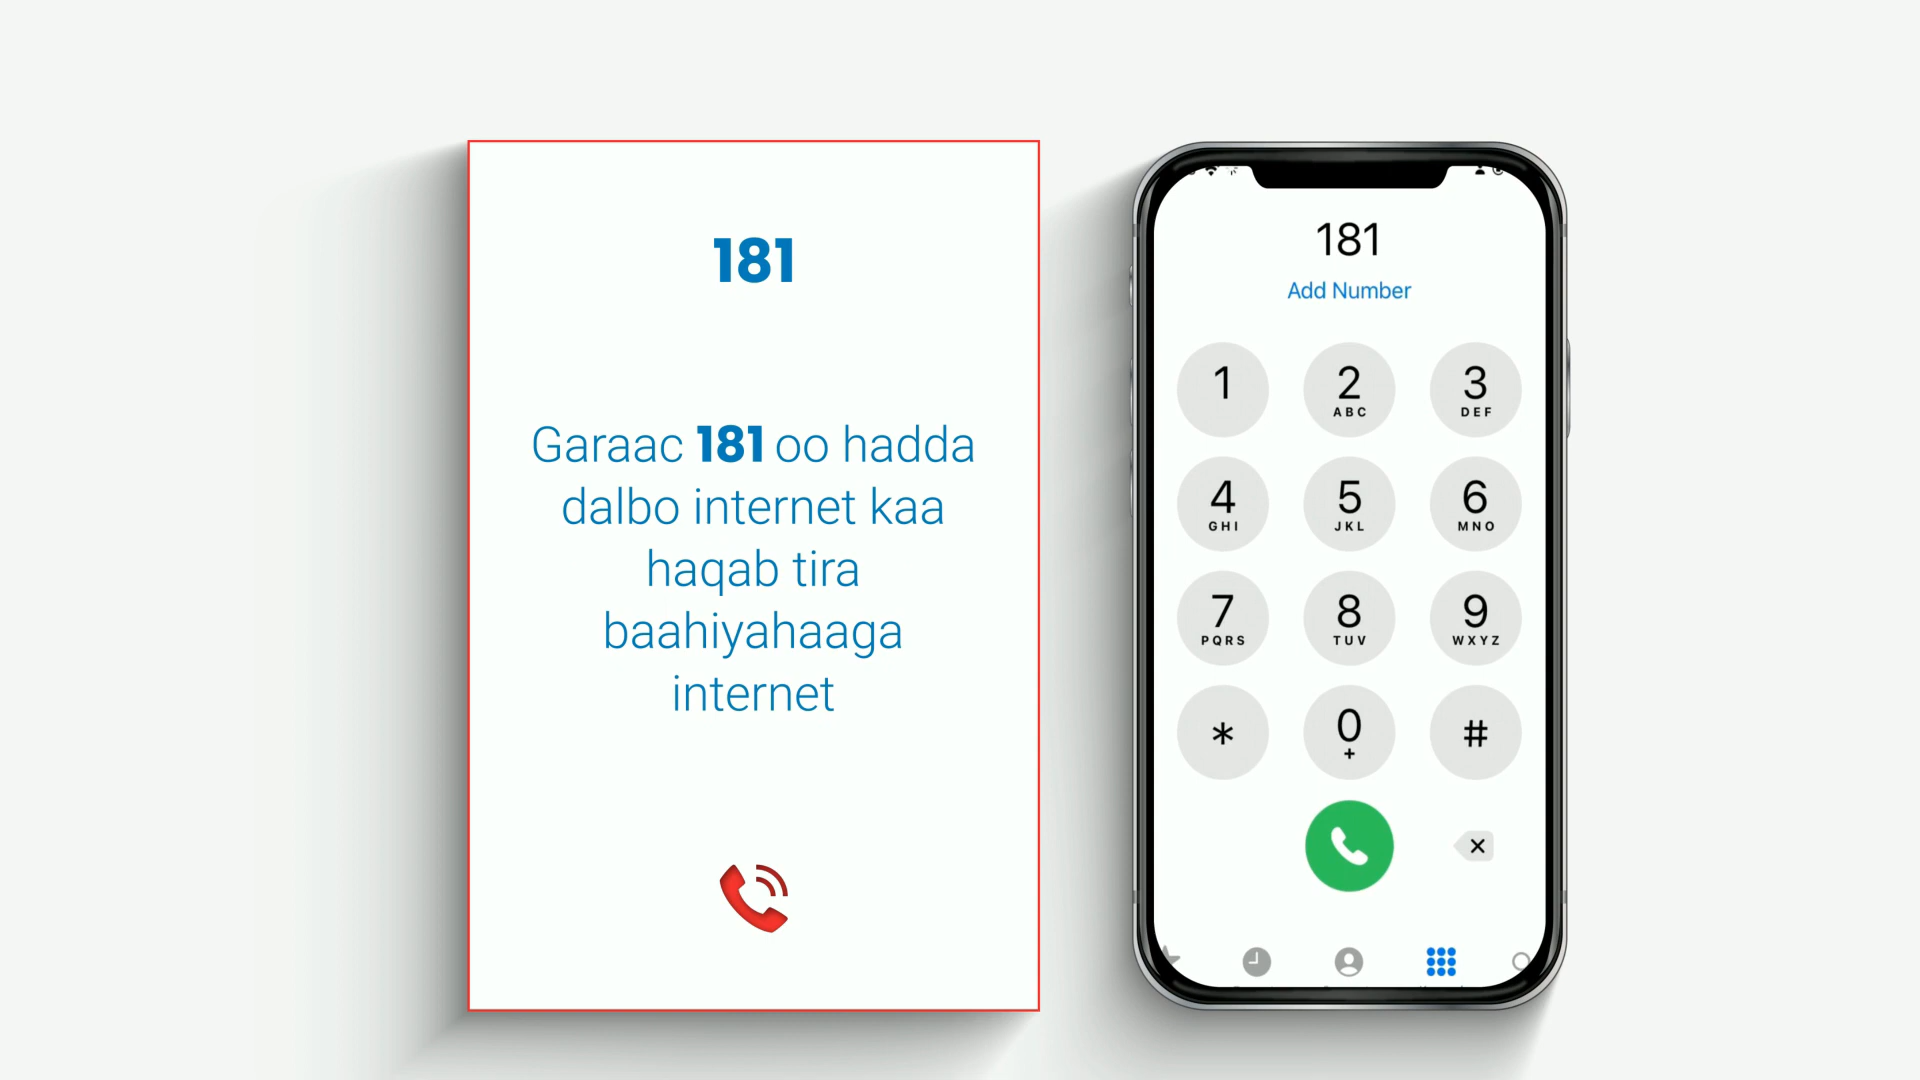 181
Garaac 181 oo hadda
dalbo internet kaa
haqab tira
baahiyahaaga
internet
181
Add Number
1
2
ABC
3
DEF
4
GHI
5
JKL
6
MNO
7
PQRS
8
TUV
9
WXYZ
*
0
+
#